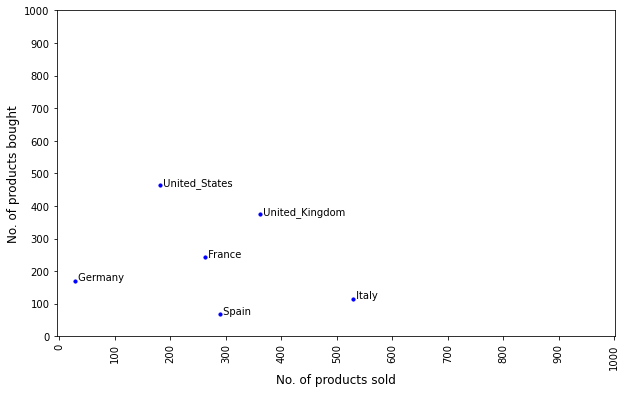 1000
900
800
700
600
500
400
300
200
100
0
No. of products bought
United_States
United_Kingdom
France
Germany
Italy
Spain
0
100
200
300
400
500
600
700
800
900
1000
No. of products sold